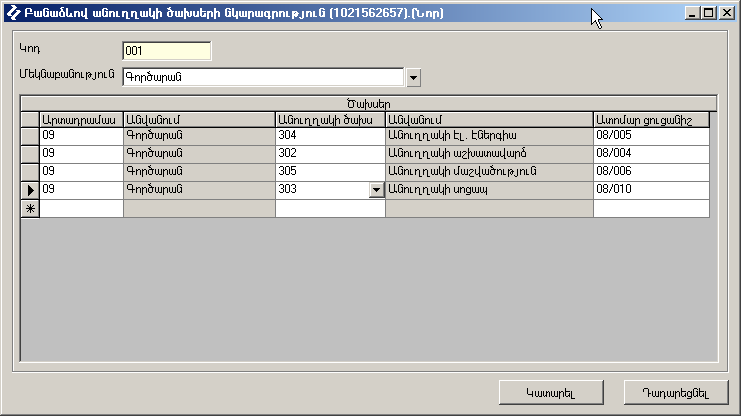 Բանաձևով անուղղակի ծախսերի նկարագրություն (1021562657).(Նոր)
Կոդ 001
Մեկնաբանություն Գործարան
Ծախսեր
Արտադրամաս Անվանում Անուղղակի ծախս Անվանում Ատոմար ցուցանիշ
09 Գործարան 304 Անուղղակի էլ. էներգիա 08/005
09 Գործարան 302 Անուղղակի աշխատավարձ 08/004
09 Գործարան 305 Անուղղակի մաշվածություն 08/006
09 Գործարան 303 Անուղղակի սոցապ 08/010
Կատարել Դադարեցնել